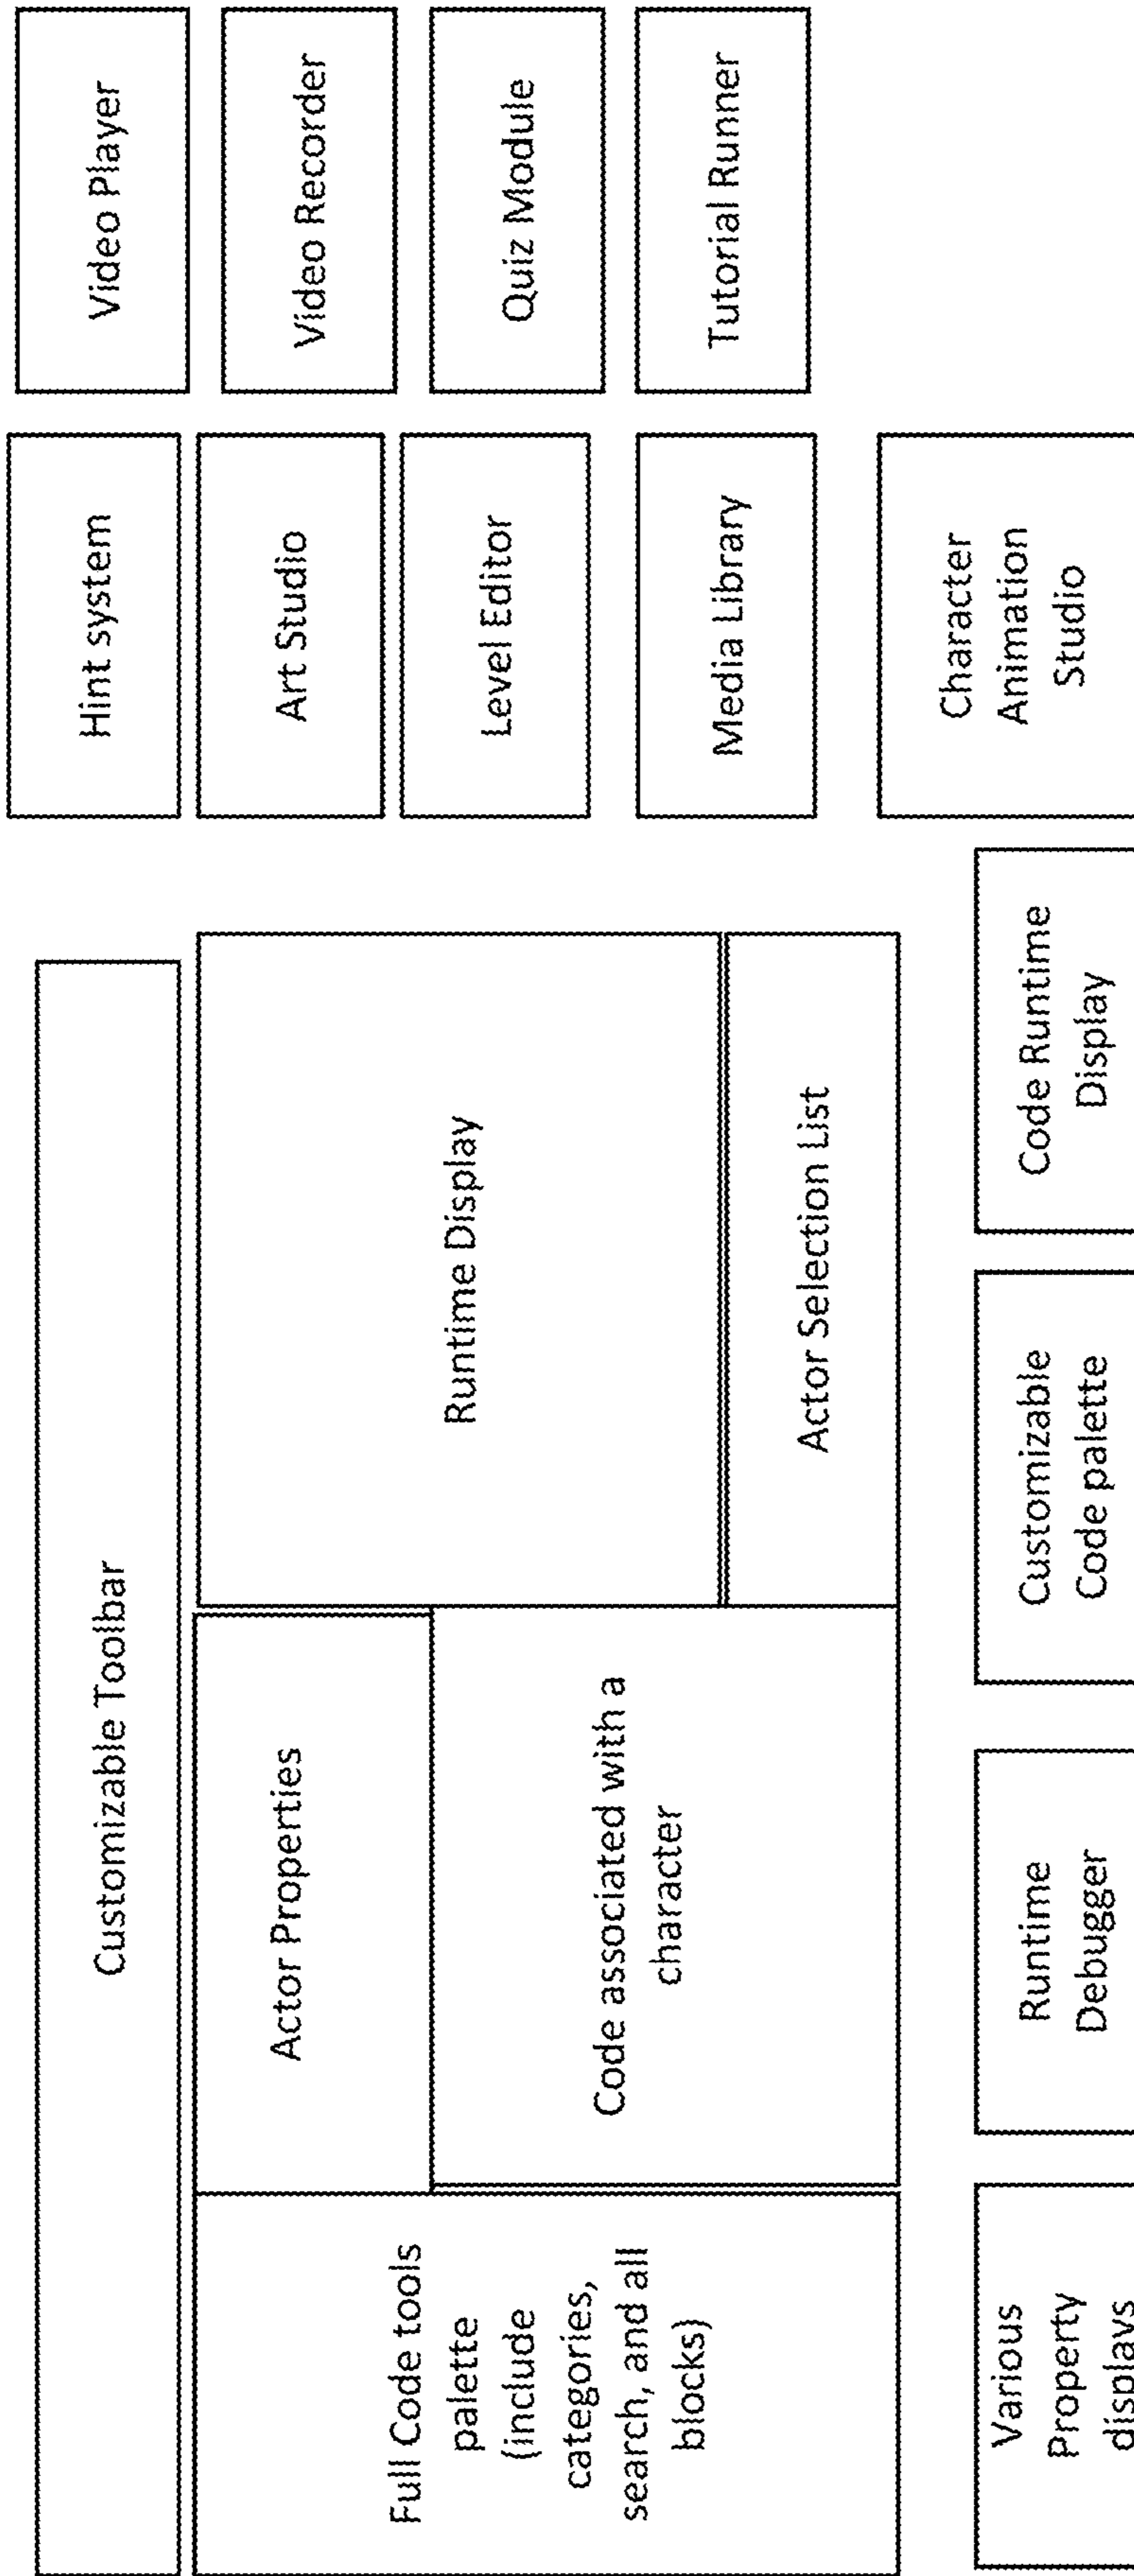 Customizable Toolbar
Hint system
Video Player
Full Code tools
palette
(include
categories,
search, and all
blocks)
Actor Properties
Code associated with a
character
Runtime Display
Actor Selection List
Art Studio
Video Recorder
Level Editor
Quiz Module
Media Library
Tutorial Runner
Character
Animation
Studio
Various
Property
displays
Runtime
Debugger
Customizable
Code palette
Code Runtime
Display